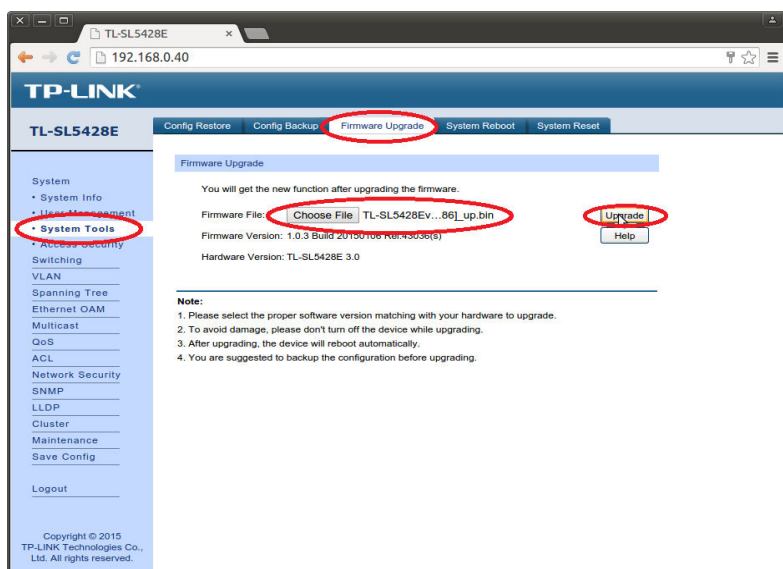 TL-SL5428E
192.168.0.40
TP-LINK
TL-SL5428E
Config Restore Config Backup Firmware Upgrade System Reboot System Reset
Firmware Upgrade
You will get the new function after upgrading the firmware.
Firmware File: Choose File TL-SL5428Ev...86]_up.bin Upgrade
Firmware Version: 1.0.3 Build 20150106 Rel.43036(s) Help
Hardware Version: TL-SL5428E 3.0
Note:
1. Please select the proper software version matching with your hardware to upgrade.
2. To avoid damage, please don't turn off the device while upgrading.
3. After upgrading, the device will reboot automatically.
4. You are suggested to backup the configuration before upgrading.
System
• System Info
• User Management
• System Tools
• Access Security
Switching
VLAN
Spanning Tree
Ethernet OAM
Multicast
QoS
ACL
Network Security
SNMP
LLDP
Cluster
Maintenance
Save Config
Logout
Copyright © 2015
TP-LINK Technologies Co.,
Ltd. All rights reserved.